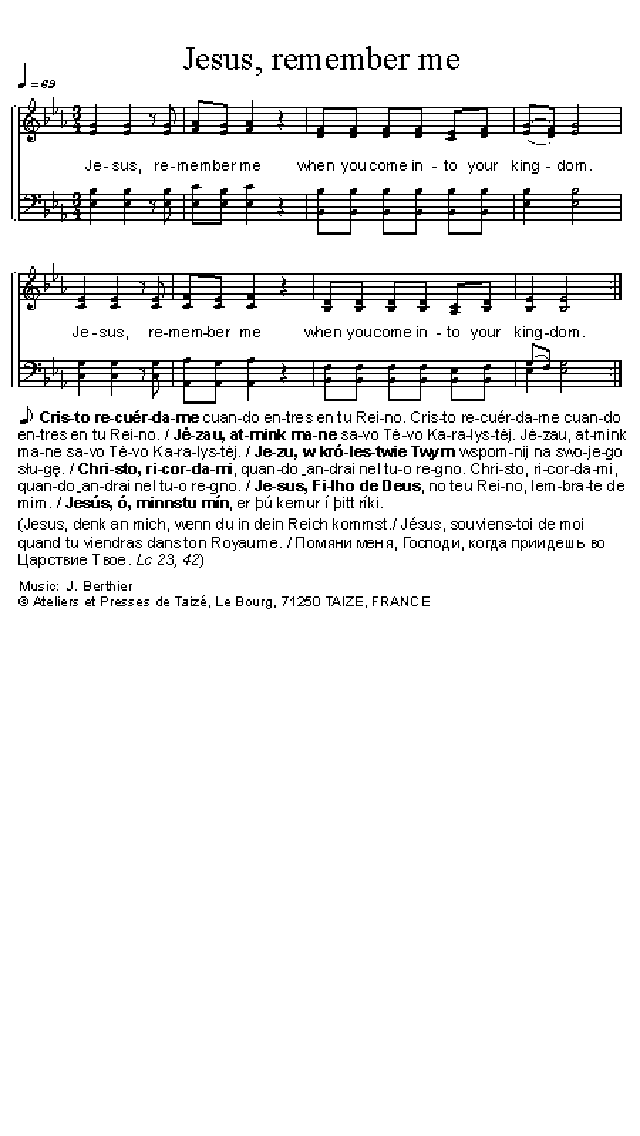 Jesus, remember me
♩ = 69
Je - sus, re-member me when you come in - to your king - dom.
Je - sus, re-mem-ber me when you come in - to your king-dom.
♪ Cris-to re-cuér-da-me cuan-do en-tres en tu Rei-no. Cris-to re-cuér-da-me cuan-do
en-tres en tu Rei-no. / Jė-zau, at-mink ma-ne sa-vo Tė-vo Ka-ra-lys-tėj. Jė-zau, at-mink
ma-ne sa-vo Tė-vo Ka-ra-lys-tėj. / Je-zu, w kró-les-twie Twym wspom-nij na swo-je-go
słu-gę. / Chri-sto, ri-cor-da-mi, quan-do_an-drai nel tu-o re-gno. Chri-sto, ri-cor-da-mi,
quan-do_an-drai nel tu-o re-gno. / Je-sus, Fi-lho de Deus, no teu Rei-no, lem-bra-te de
mim. / Jesús, ó, minnstu mín, er þú kemur í þitt ríki.
(Jesus, denk an mich, wenn du in dein Reich kommst./ Jésus, souviens-toi de moi
quand tu viendras dans ton Royaume. / Помяни меня, Господи, когда приидешь во
Царствие Твое. Lc 23, 42)
Music: J. Berthier
© Ateliers et Presses de Taizé, Le Bourg, 71250 TAIZE, FRANCE